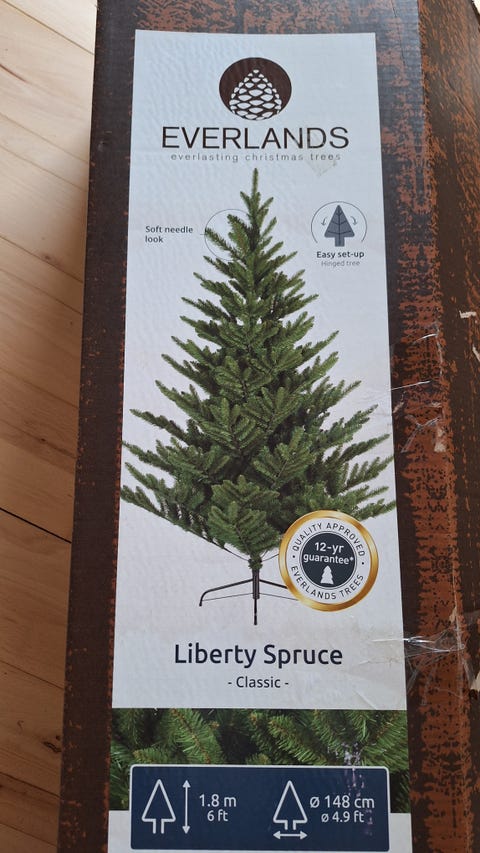 EVERLANDS
everlasting christmas trees
Soft needle
look
Easy set-up
Hinged tree
QUALITY APPROVED
12-yr
guarantee*
EVERLANDS TREES
Liberty Spruce
- Classic -
1.8 m
6 ft
ø 148 cm
ø 4.9 ft